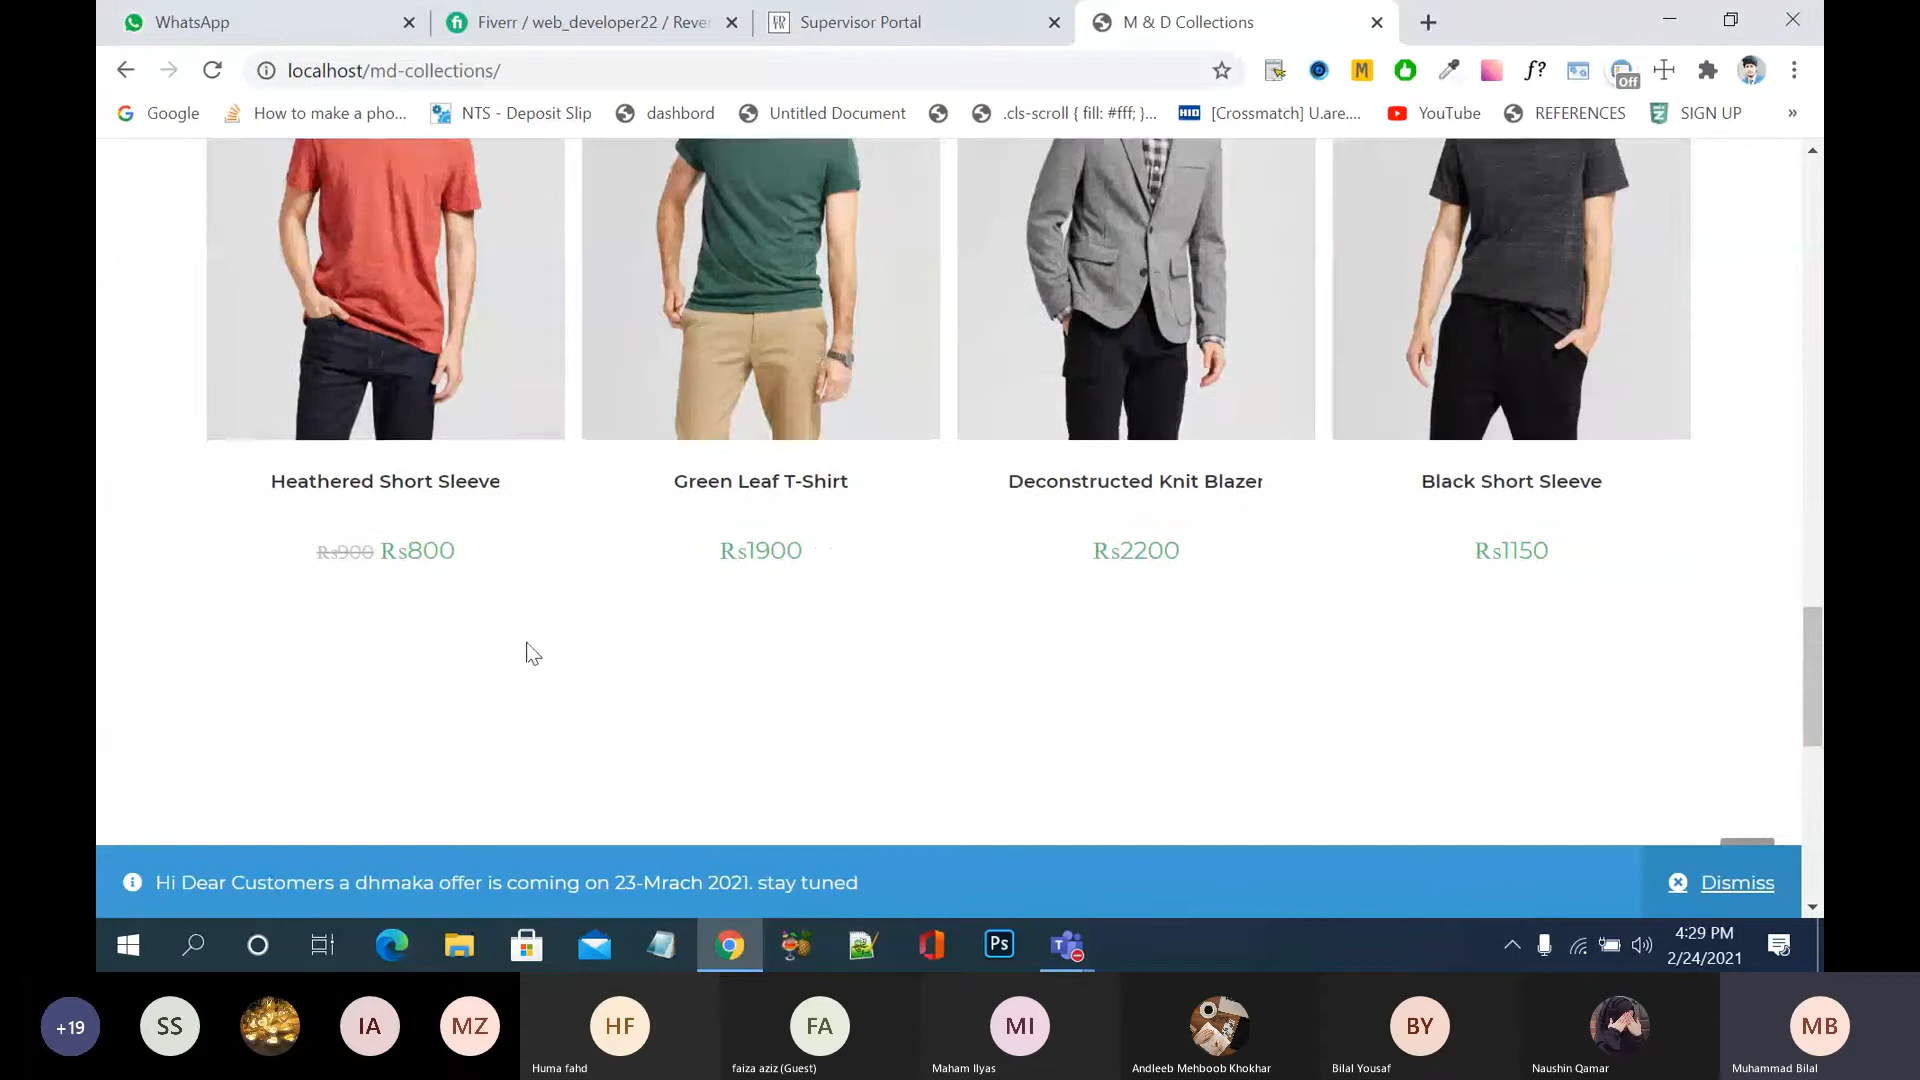 WhatsApp
Fiverr / web_developer22 / Reve
Supervisor Portal
M & D Collections
localhost/md-collections/
M
f?
Off
Google
How to make a pho...
NTS - Deposit Slip
dashbord
Untitled Document
.cls-scroll { fill: #fff; }...
HID
[Crossmatch] U.are....
YouTube
REFERENCES
SIGN UP
»
Heathered Short Sleeve
Green Leaf T-Shirt
Deconstructed Knit Blazer
Black Short Sleeve
Rs900 Rs800
Rs1900
Rs2200
Rs1150
Hi Dear Customers a dhmaka offer is coming on 23-Mrach 2021. stay tuned
Dismiss
Ps
4:29 PM
2/24/2021
+19
SS
IA
MZ
HF
FA
MI
BY
MB
Huma fahd
faiza aziz (Guest)
Maham Ilyas
Andleeb Mehboob Khokhar
Bilal Yousaf
Naushin Qamar
Muhammad Bilal